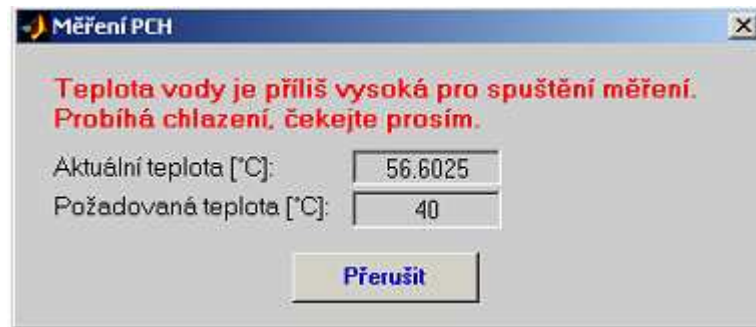 Měření PCH
Teplota vody je příliš vysoká pro spuštění měření.
Probíhá chlazení, čekejte prosím.
Aktuální teplota [°C]: 56.6025
Požadovaná teplota [°C]: 40
Přerušit